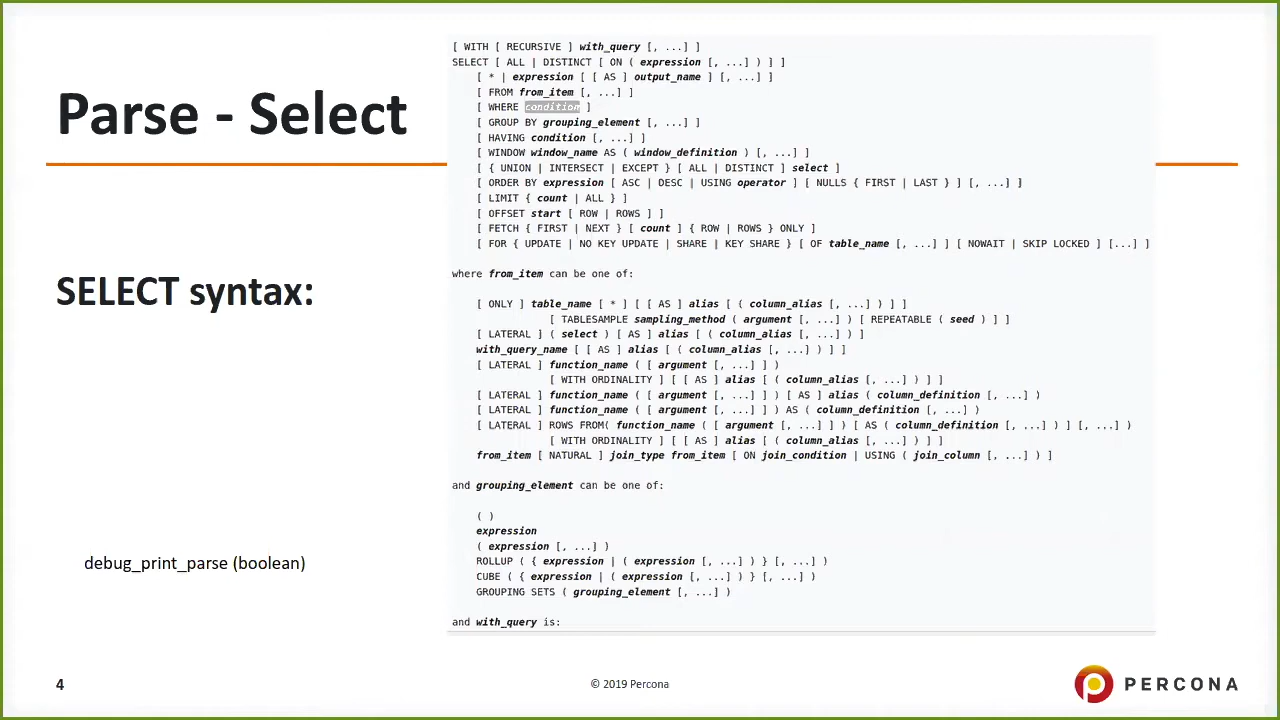 Parse - Select
SELECT syntax:
debug_print_parse (boolean)
[ WITH [ RECURSIVE ] with_query [, ...] ]
SELECT [ ALL | DISTINCT [ ON ( expression [, ...] ) ] ]
[ * | expression [ [ AS ] output_name ] [, ...] ]
[ FROM from_item [, ...] ]
[ WHERE condition ]
[ GROUP BY grouping_element [, ...] ]
[ HAVING condition [, ...] ]
[ WINDOW window_name AS ( window_definition ) [, ...] ]
[ { UNION | INTERSECT | EXCEPT } [ ALL | DISTINCT ] select ]
[ ORDER BY expression [ ASC | DESC | USING operator ] [ NULLS { FIRST | LAST } ] [, ...] ]
[ LIMIT { count | ALL } ]
[ OFFSET start [ ROW | ROWS ] ]
[ FETCH { FIRST | NEXT } [ count ] { ROW | ROWS } ONLY ]
[ FOR { UPDATE | NO KEY UPDATE | SHARE | KEY SHARE } [ OF table_name [, ...] ] [ NOWAIT | SKIP LOCKED ] [...] ]
where from_item can be one of:
[ ONLY ] table_name [ * ] [ [ AS ] alias [ ( column_alias [, ...] ) ] ]
[ TABLESAMPLE sampling_method ( argument [, ...] ) [ REPEATABLE ( seed ) ] ]
[ LATERAL ] ( select ) [ AS ] alias [ ( column_alias [, ...] ) ]
with_query_name [ [ AS ] alias [ ( column_alias [, ...] ) ] ]
[ LATERAL ] function_name ( [ argument [, ...] ] )
[ WITH ORDINALITY ] [ [ AS ] alias [ ( column_alias [, ...] ) ] ]
[ LATERAL ] function_name ( [ argument [, ...] ] ) [ AS ] alias ( column_definition [, ...] )
[ LATERAL ] function_name ( [ argument [, ...] ] ) AS ( column_definition [, ...] )
[ LATERAL ] ROWS FROM( function_name ( [ argument [, ...] ] ) [ AS ( column_definition [, ...] ) ] [, ...] )
[ WITH ORDINALITY ] [ [ AS ] alias [ ( column_alias [, ...] ) ] ]
from_item [ NATURAL ] join_type from_item [ ON join_condition | USING ( join_column [, ...] ) ]
and grouping_element can be one of:
( )
expression
( expression [, ...] )
ROLLUP ( { expression | ( expression [, ...] ) } [, ...] )
CUBE ( { expression | ( expression [, ...] ) } [, ...] )
GROUPING SETS ( grouping_element [, ...] )
and with_query is:
4
© 2019 Percona
PERCONA